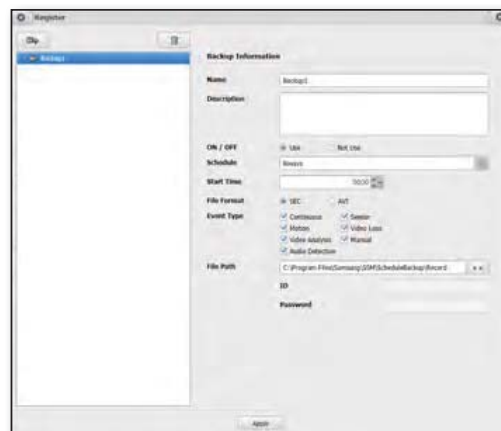 Register
Backup1
Backup Information
Name
Backup1
Description
ON / OFF
Use
Not Use
Schedule
Always
Start Time
00:00
File Format
SEC
AVI
Event Type
Continuous
Sensor
Motion
Video Loss
Video Analysis
Manual
Audio Detection
File Path
C:\Program Files\Samsung\SSM\ScheduleBackup\Record
ID
Password
Apply